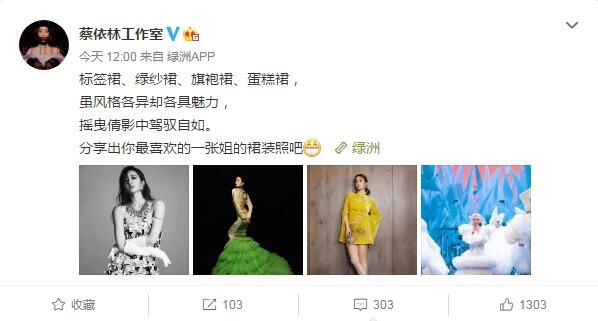 蔡依林工作室
今天 12:00 来自 绿洲APP
标签裙、绿纱裙、旗袍裙、蛋糕裙，
虽风格各异却各具魅力，
摇曳倩影中驾驭自如。
分享出你最喜欢的一张姐的裙装照吧 绿洲
收藏 103 303 1303